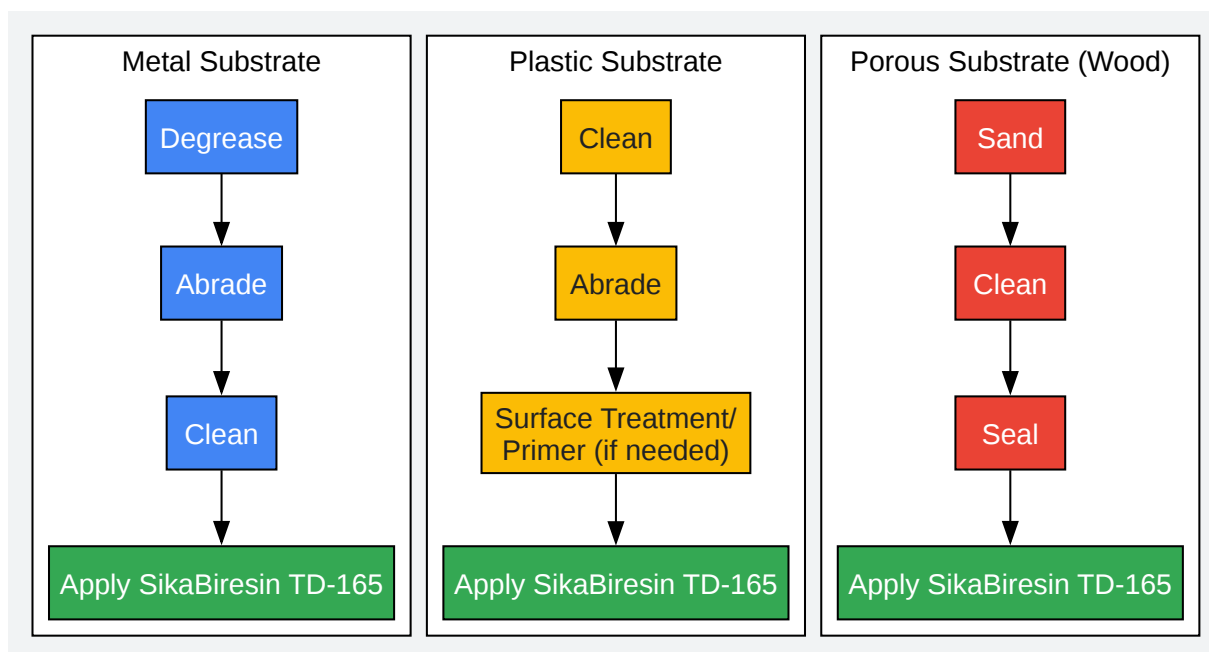 Metal Substrate
Degrease
Abrade
Clean
Apply SikaBiresin TD-165
Plastic Substrate
Clean
Abrade
Surface Treatment/
Primer (if needed)
Apply SikaBiresin TD-165
Porous Substrate (Wood)
Sand
Clean
Seal
Apply SikaBiresin TD-165